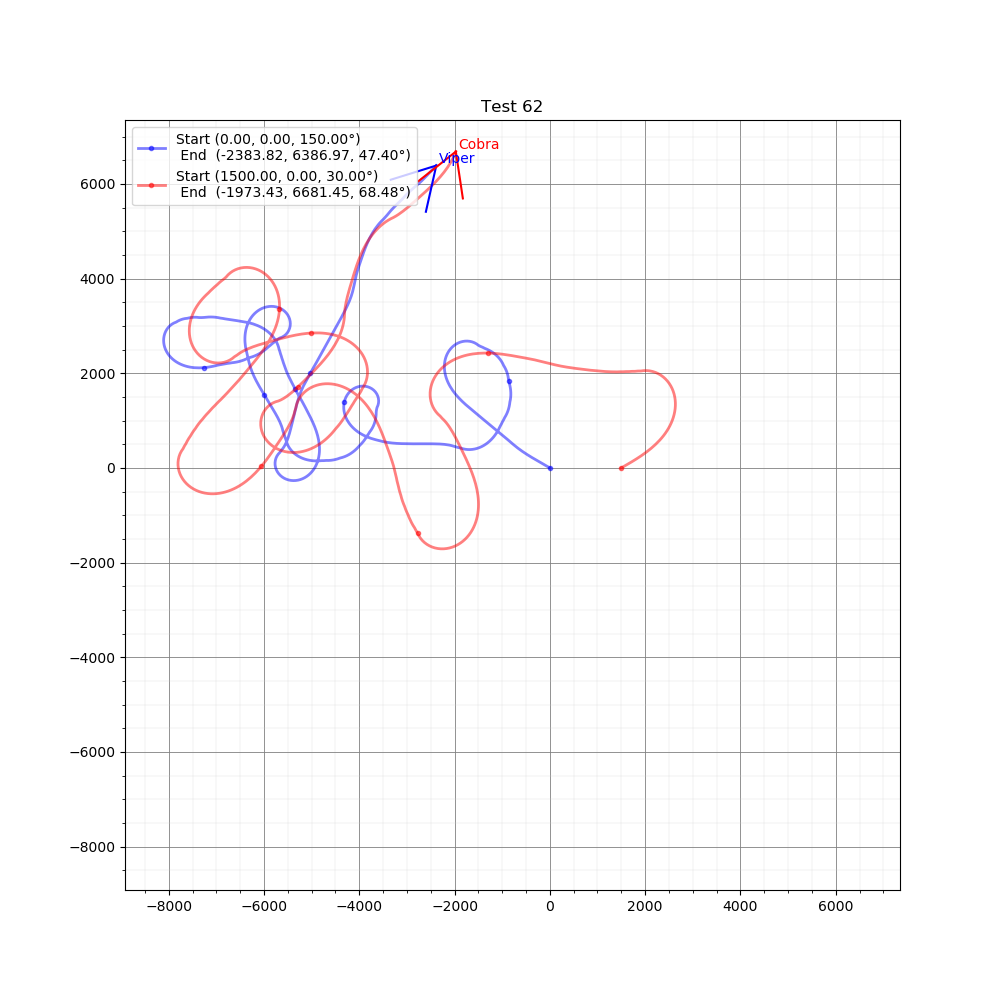 Test 62
Start (0.00, 0.00, 150.00°)
End (-2383.82, 6386.97, 47.40°)
Start (1500.00, 0.00, 30.00°)
End (-1973.43, 6681.45, 68.48°)
Cobra
Viper
6000
4000
2000
0
−2000
−4000
−6000
−8000
−8000 −6000 −4000 −2000 0 2000 4000 6000